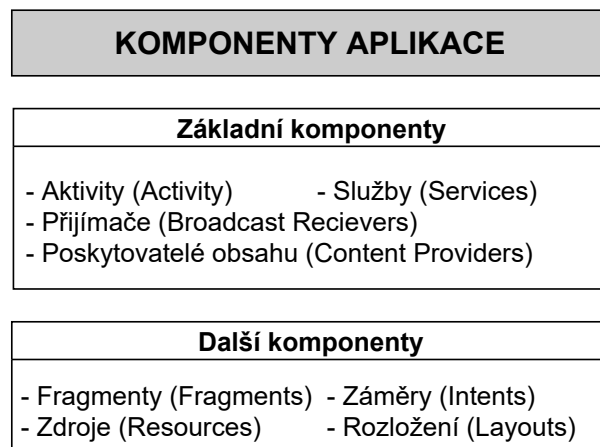 KOMPONENTY APLIKACE
Základní komponenty
- Aktivity (Activity) - Služby (Services)
- Přijímače (Broadcast Recievers)
- Poskytovatelé obsahu (Content Providers)
Další komponenty
- Fragmenty (Fragments) - Záměry (Intents)
- Zdroje (Resources) - Rozložení (Layouts)